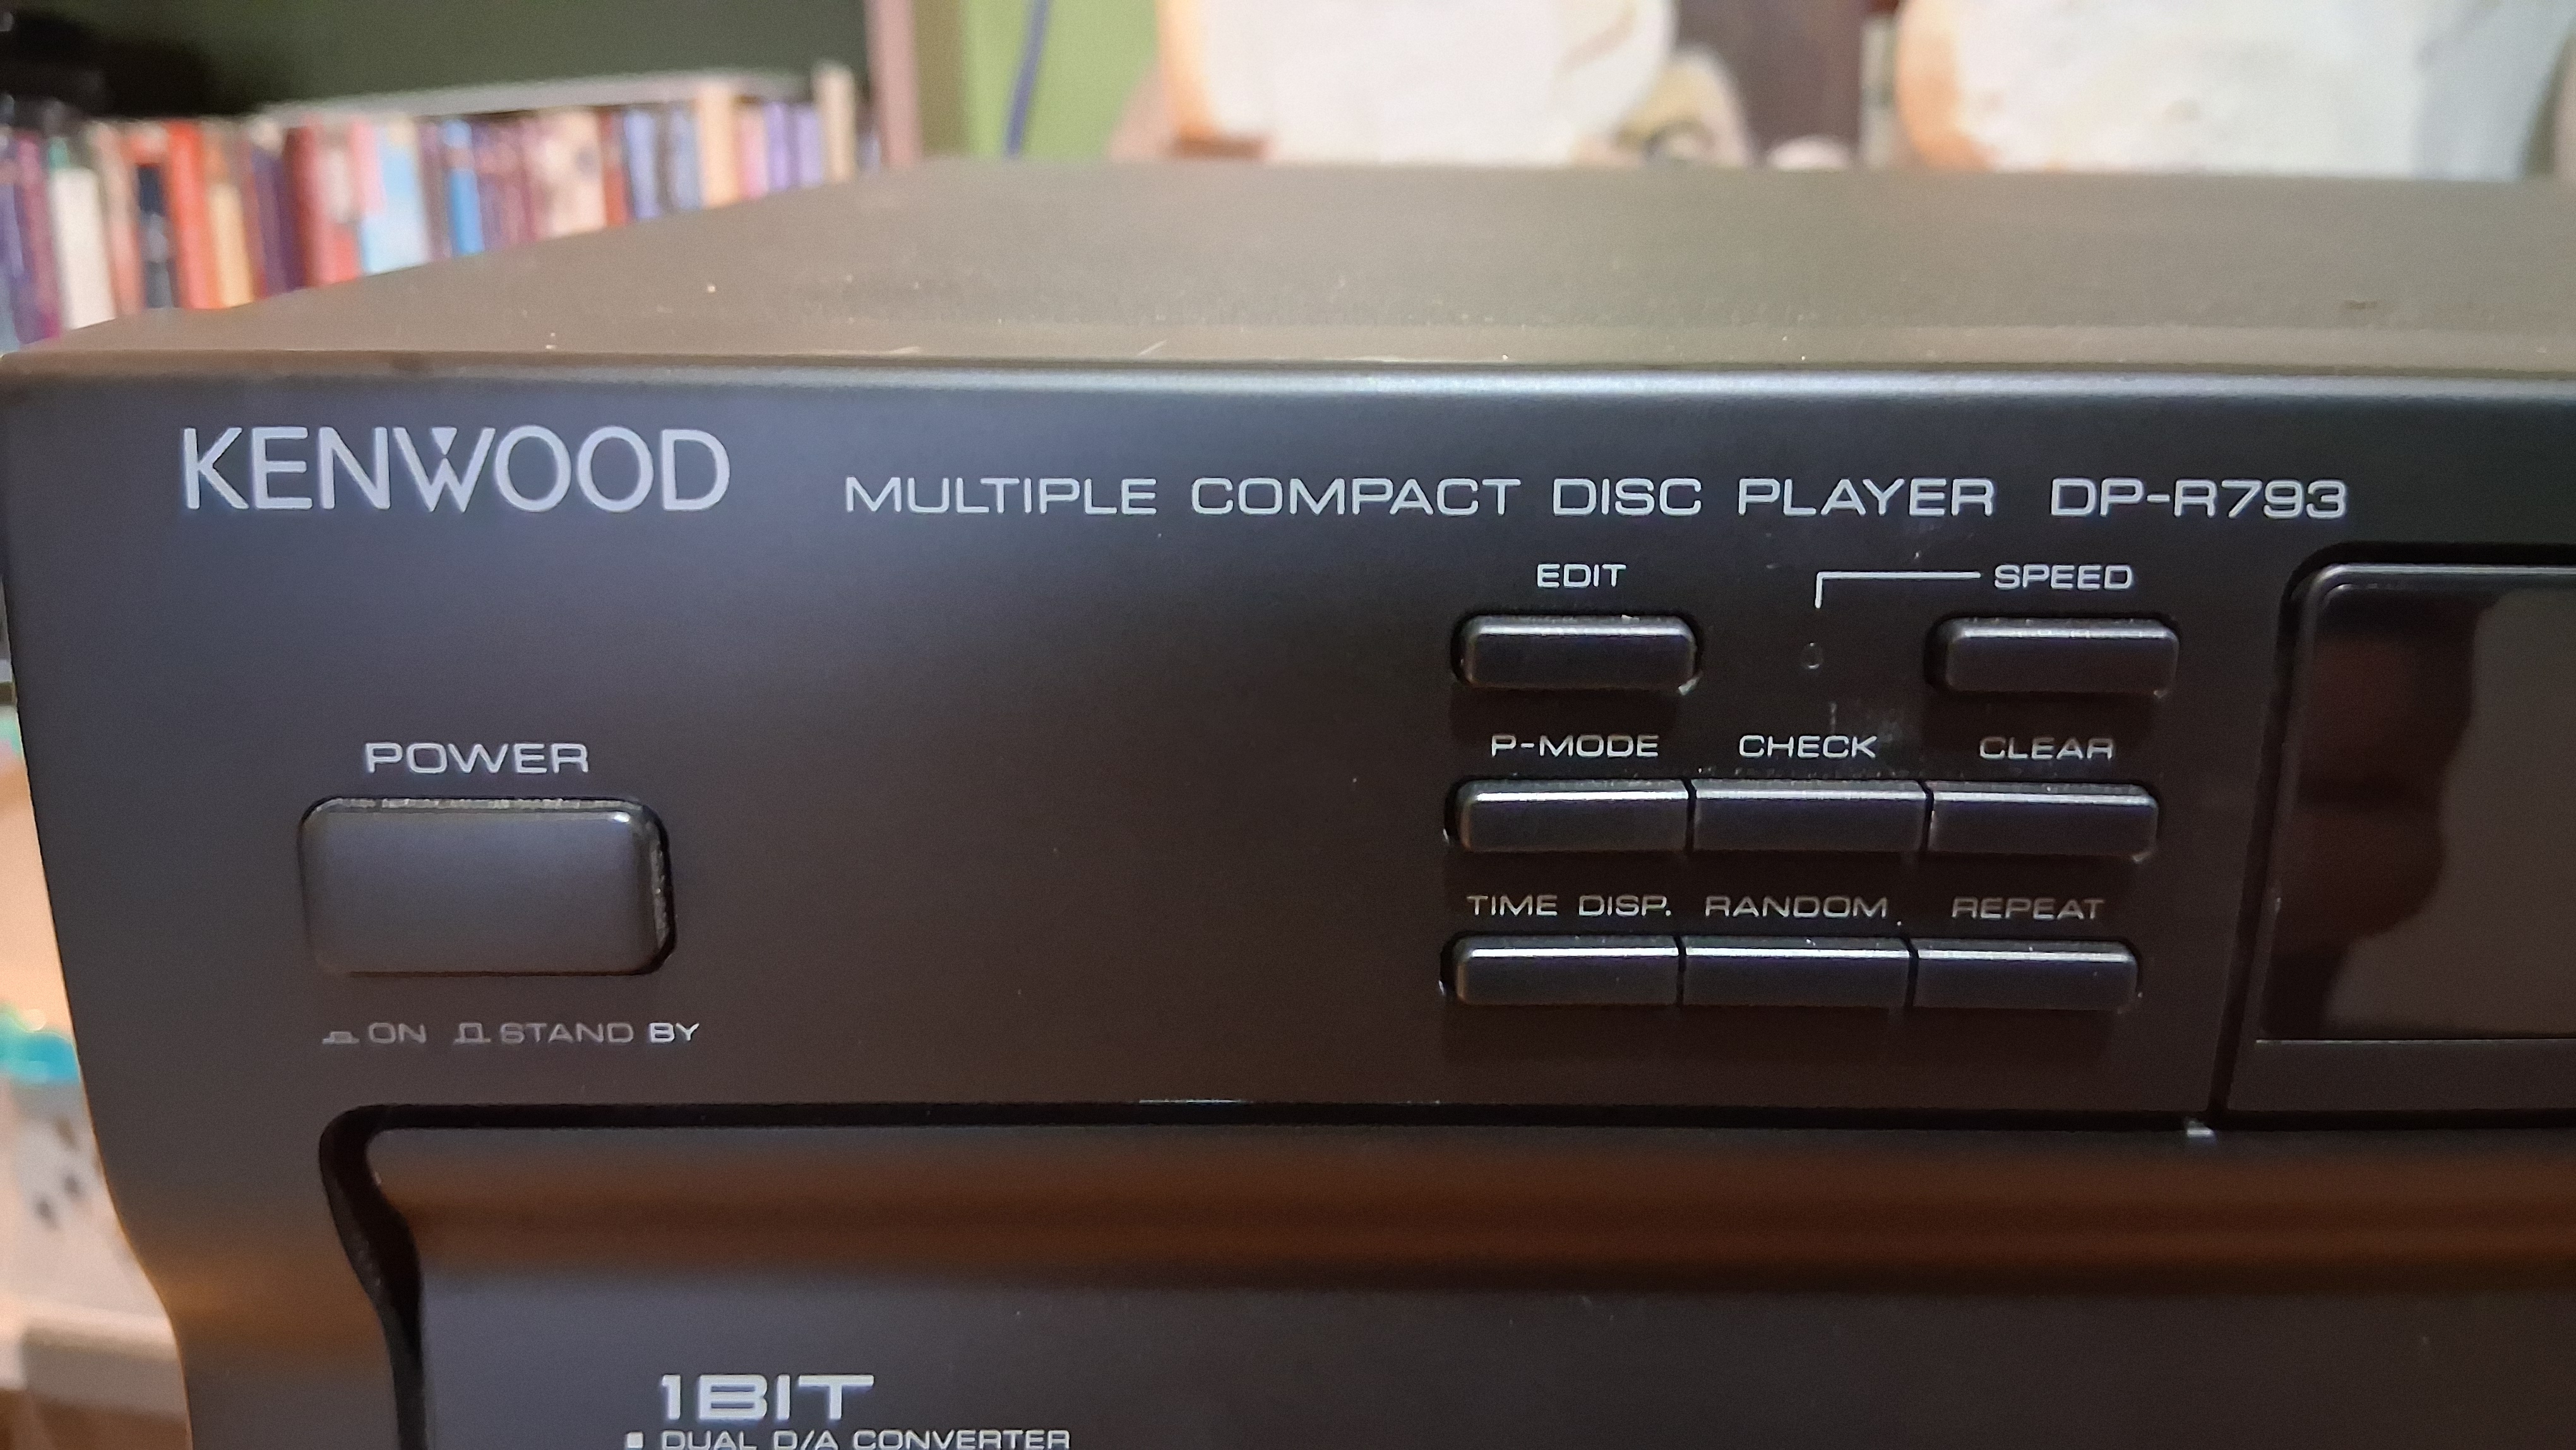 KENWOOD MULTIPLE COMPACT DISC PLAYER DP-R793
EDIT SPEED
POWER P-MODE CHECK CLEAR
TIME DISP. RANDOM REPEAT
ON STAND BY
1BIT
DUAL D/A CONVERTER